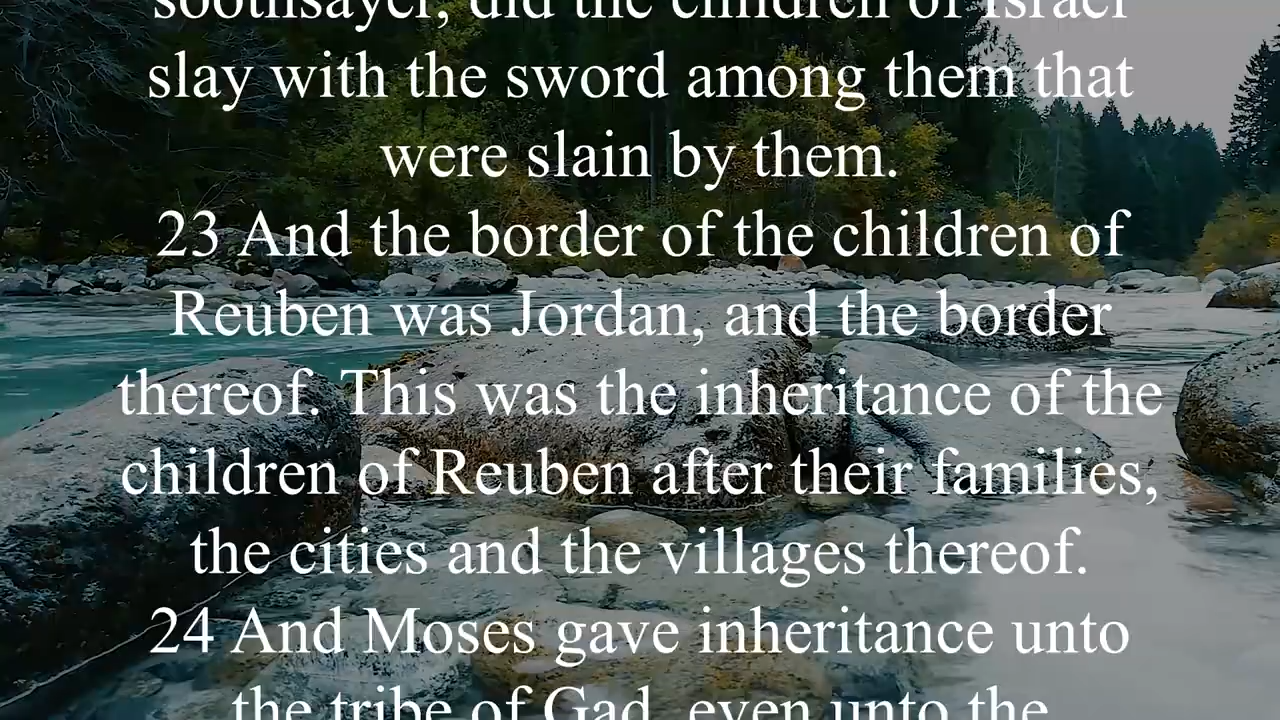 soothsayer, did the children of Israel
slay with the sword among them that
were slain by them.
23 And the border of the children of
Reuben was Jordan, and the border
thereof. This was the inheritance of the
children of Reuben after their families,
the cities and the villages thereof.
24 And Moses gave inheritance unto
the tribe of Gad, even unto the